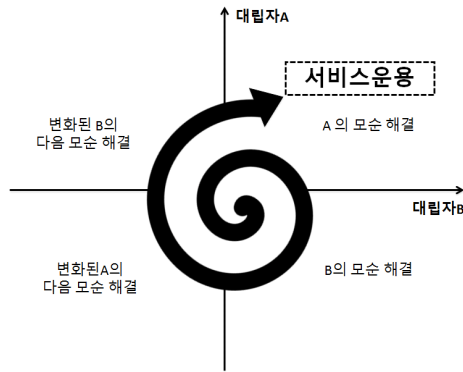 대립자A
서비스운용
변화된 B의
다음 모순 해결
A 의 모순 해결
대립자B
변화된A의
다음 모순 해결
B의 모순 해결